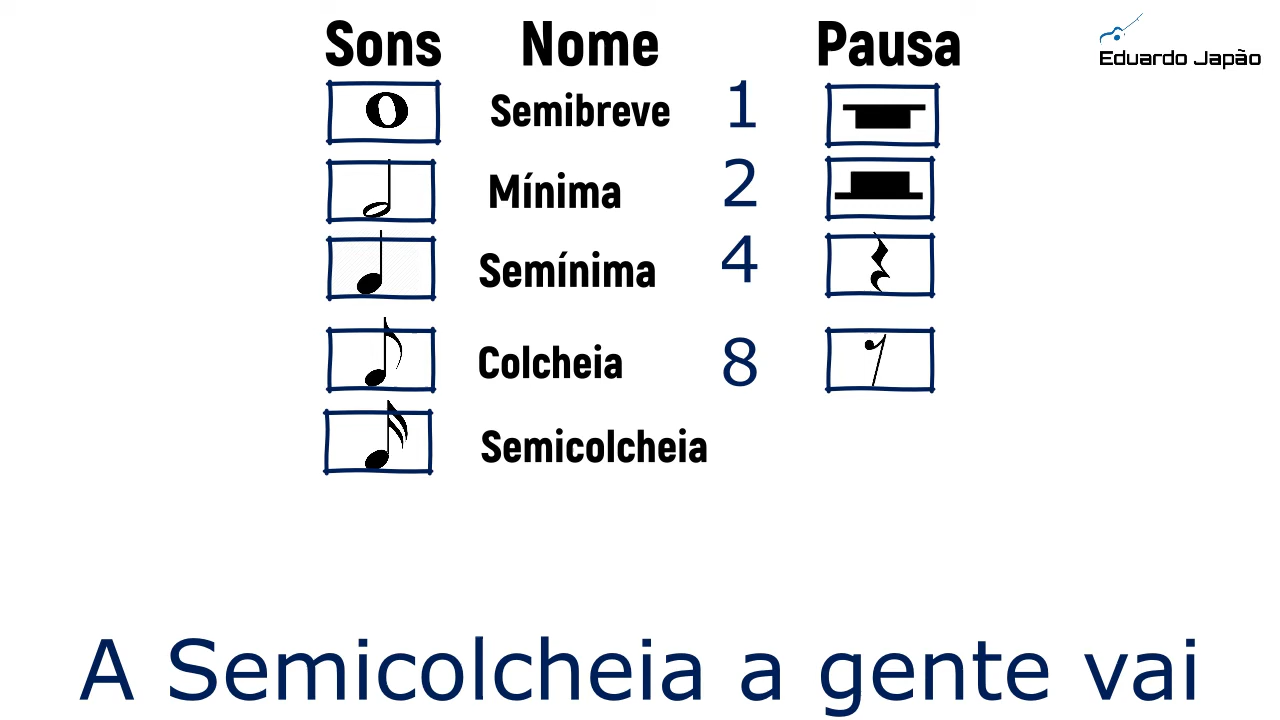 Sons Nome Pausa
Eduardo Japão
Semibreve 1
Mínima 2
Semínima 4
Colcheia 8
Semicolcheia
A Semicolcheia a gente vai